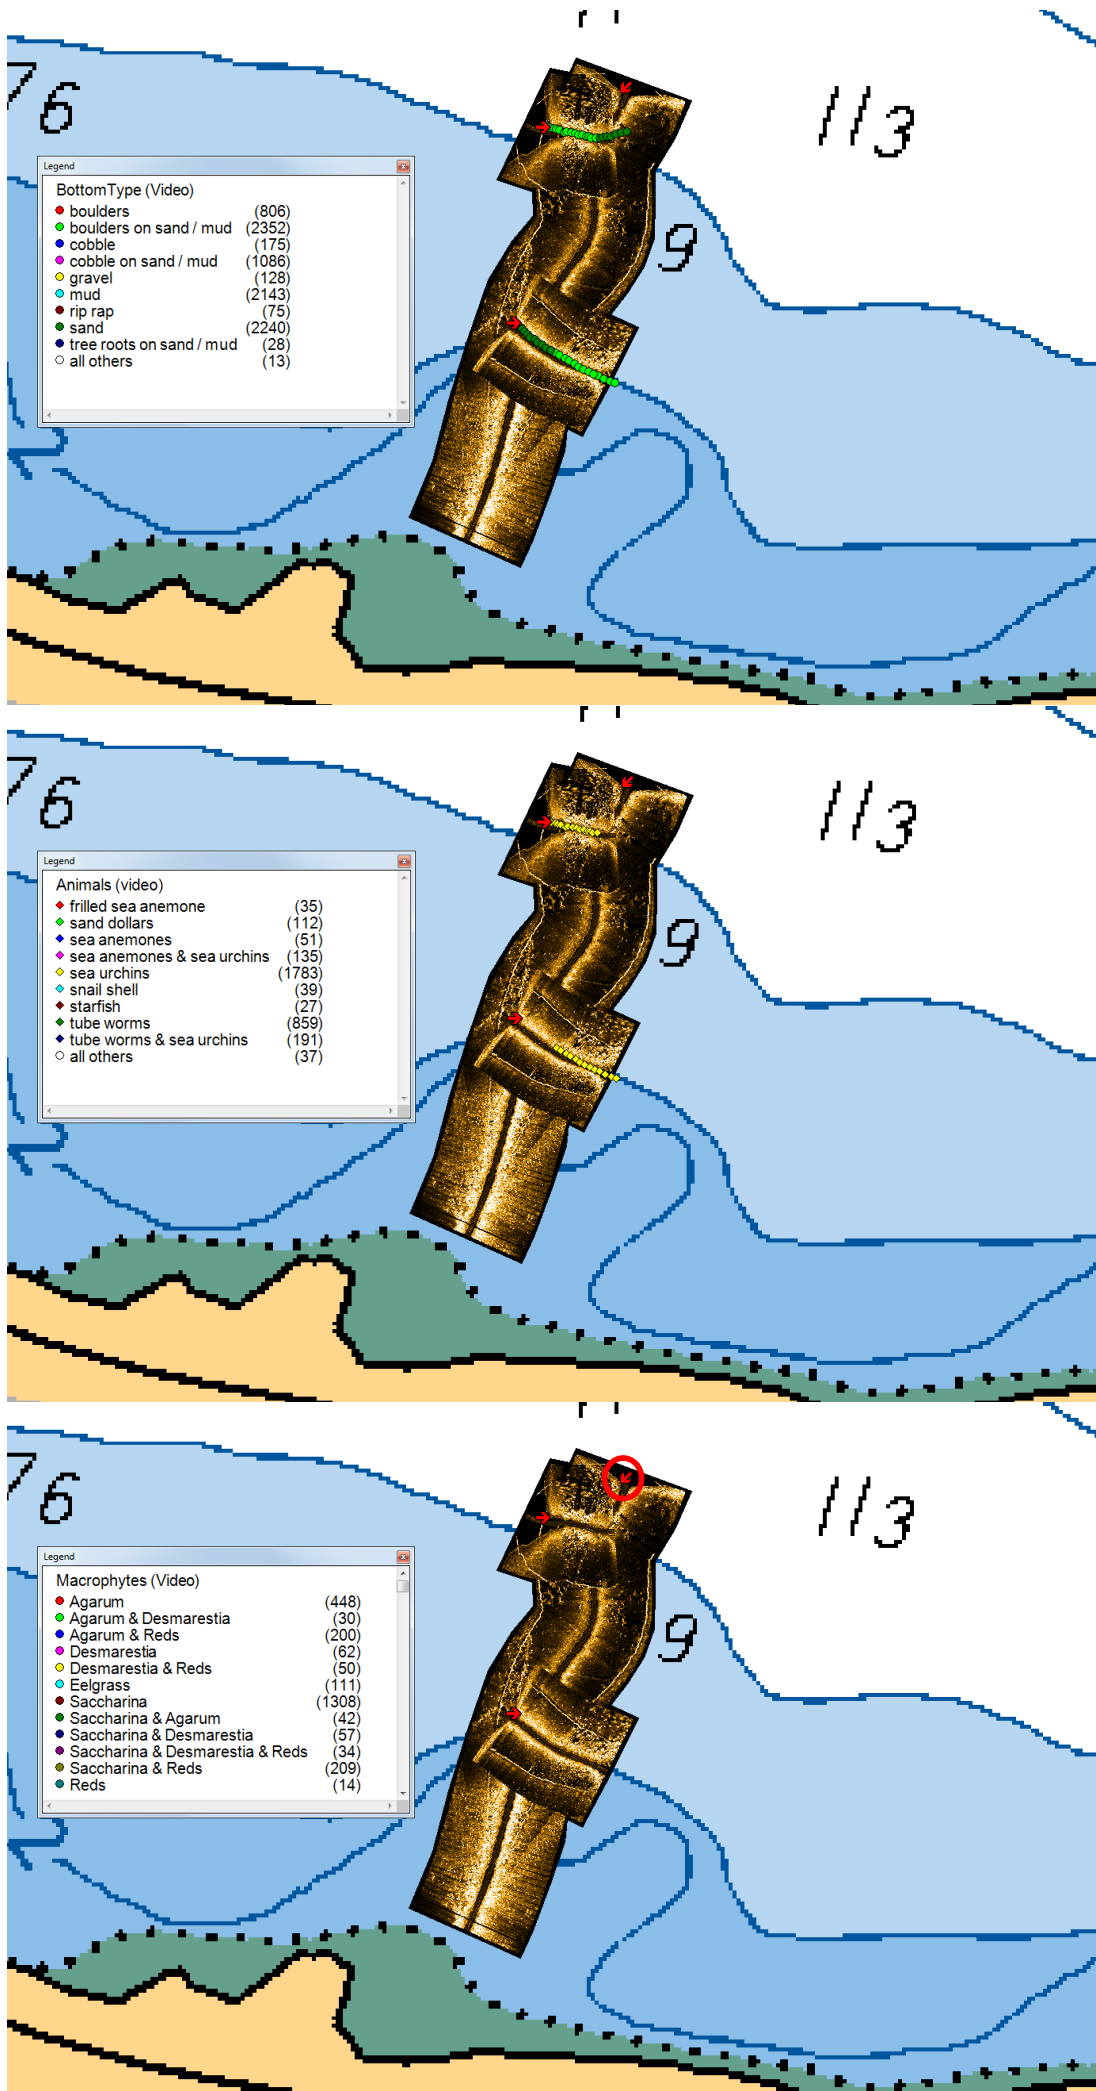 76
113
9
Legend
BottomType (Video)
boulders (806)
boulders on sand / mud (2352)
cobble (175)
cobble on sand / mud (1086)
gravel (128)
mud (2143)
rip rap (75)
sand (2240)
tree roots on sand / mud (28)
all others (13)
76
113
9
Legend
Animals (video)
frilled sea anemone (35)
sand dollars (112)
sea anemones (51)
sea anemones & sea urchins (135)
sea urchins (1783)
snail shell (39)
starfish (27)
tube worms (859)
tube worms & sea urchins (191)
all others (37)
76
113
9
Legend
Macrophytes (Video)
Agarum (448)
Agarum & Desmarestia (30)
Agarum & Reds (200)
Desmarestia (62)
Desmarestia & Reds (50)
Eelgrass (111)
Saccharina (1308)
Saccharina & Agarum (42)
Saccharina & Desmarestia (57)
Saccharina & Desmarestia & Reds (34)
Saccharina & Reds (209)
Reds (14)